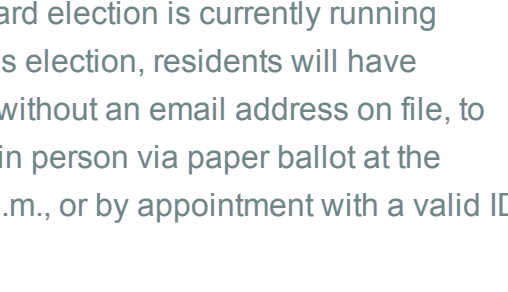 ard election is currently running
s election, residents will have
without an email address on file, to
in person via paper ballot at the
.m., or by appointment with a valid ID